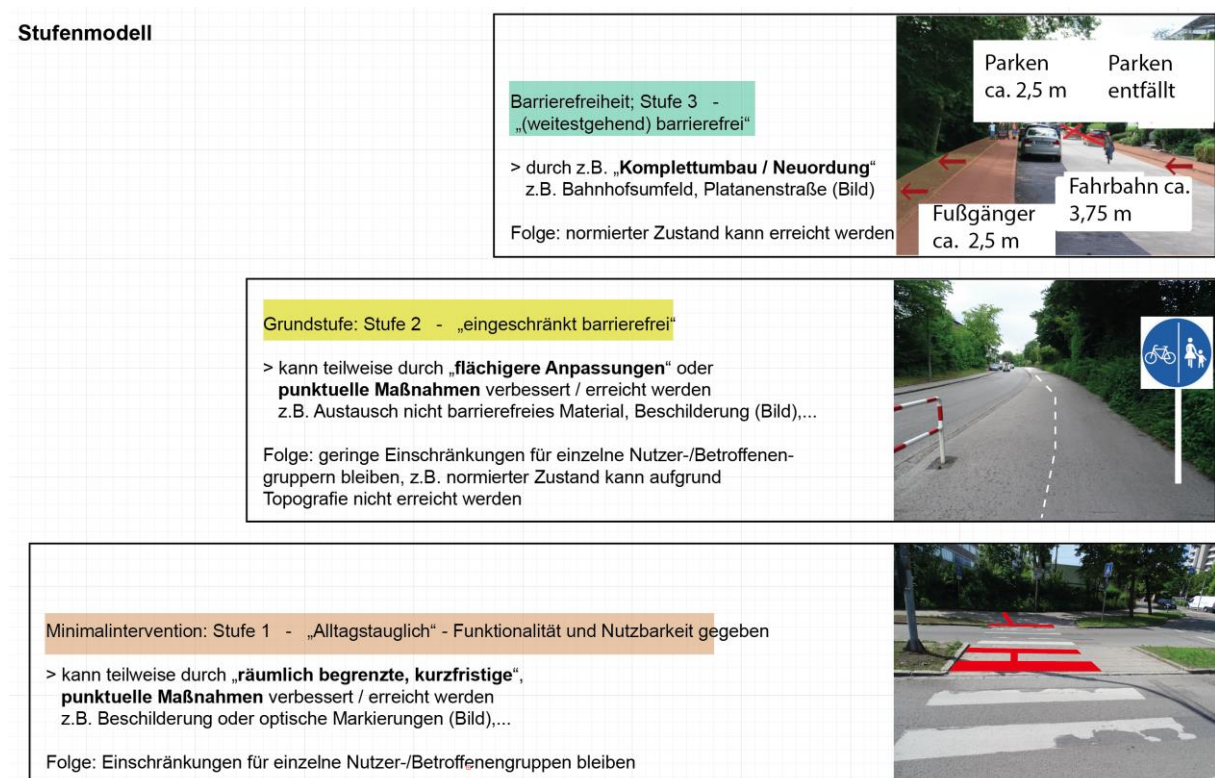 Stufenmodell
Barrierefreiheit; Stufe 3 -
„(weitestgehend) barrierefrei“
> durch z.B. „Komplettumbau / Neuordung“
z.B. Bahnhofsumfeld, Platanenstraße (Bild)
Folge: normierter Zustand kann erreicht werden
Parken
ca. 2,5 m
Parken
entfällt
Fahrbahn ca.
3,75 m
Fußgänger
ca. 2,5 m
Grundstufe: Stufe 2 - „eingeschränkt barrierefrei“
> kann teilweise durch „flächigere Anpassungen“ oder
punktuelle Maßnahmen verbessert / erreicht werden
z.B. Austausch nicht barrierefreies Material, Beschilderung (Bild),...
Folge: geringe Einschränkungen für einzelne Nutzer-/Betroffenen-
gruppern bleiben, z.B. normierter Zustand kann aufgrund
Topografie nicht erreicht werden
Minimalintervention: Stufe 1 - „Alltagstauglich“ - Funktionalität und Nutzbarkeit gegeben
> kann teilweise durch „räumlich begrenzte, kurzfristige“,
punktuelle Maßnahmen verbessert / erreicht werden
z.B. Beschilderung oder optische Markierungen (Bild),...
Folge: Einschränkungen für einzelne Nutzer-/Betroffenengruppen bleiben